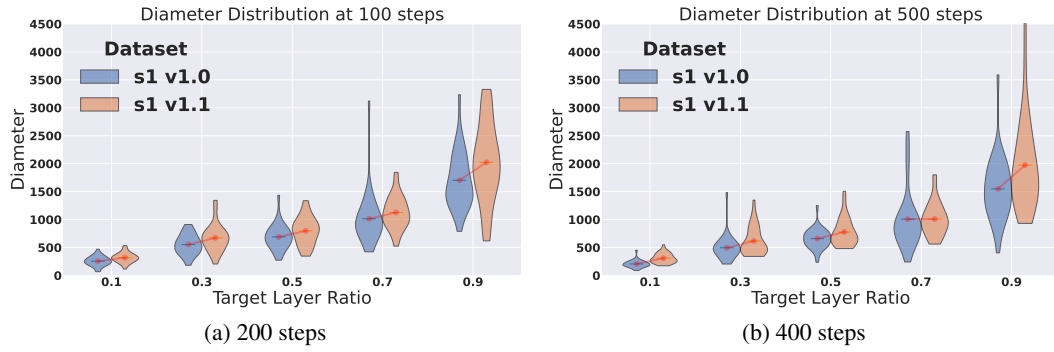 Diameter Distribution at 100 steps
4500
4000
3500
3000
2500
2000
1500
1000
500
0
Diameter
Dataset
s1 v1.0
s1 v1.1
0.1 0.3 0.5 0.7 0.9
Target Layer Ratio
(a) 200 steps
Diameter Distribution at 500 steps
4500
4000
3500
3000
2500
2000
1500
1000
500
0
Diameter
Dataset
s1 v1.0
s1 v1.1
0.1 0.3 0.5 0.7 0.9
Target Layer Ratio
(b) 400 steps